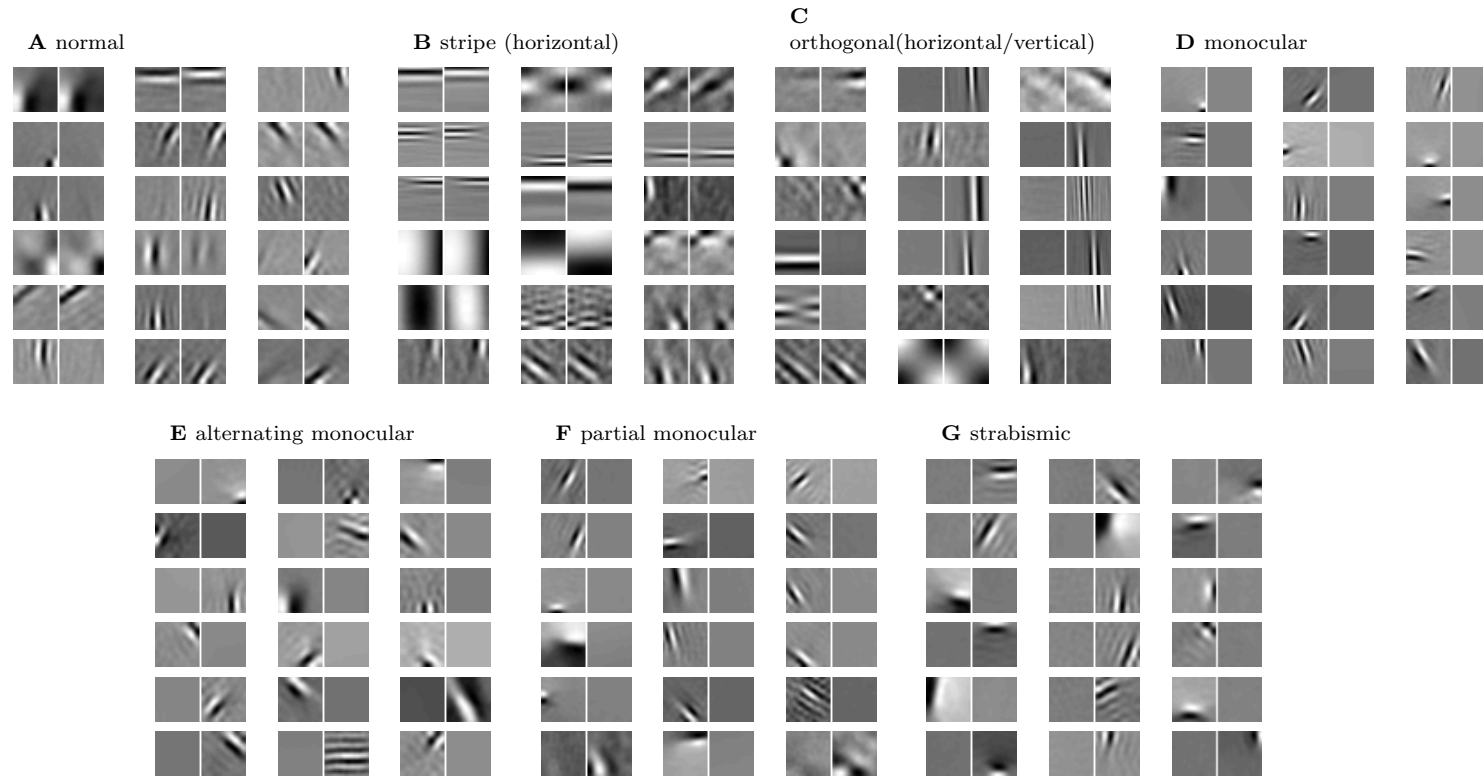 A normal
B stripe (horizontal)
C
orthogonal(horizontal/vertical)
D monocular
E alternating monocular
F partial monocular
G strabismic